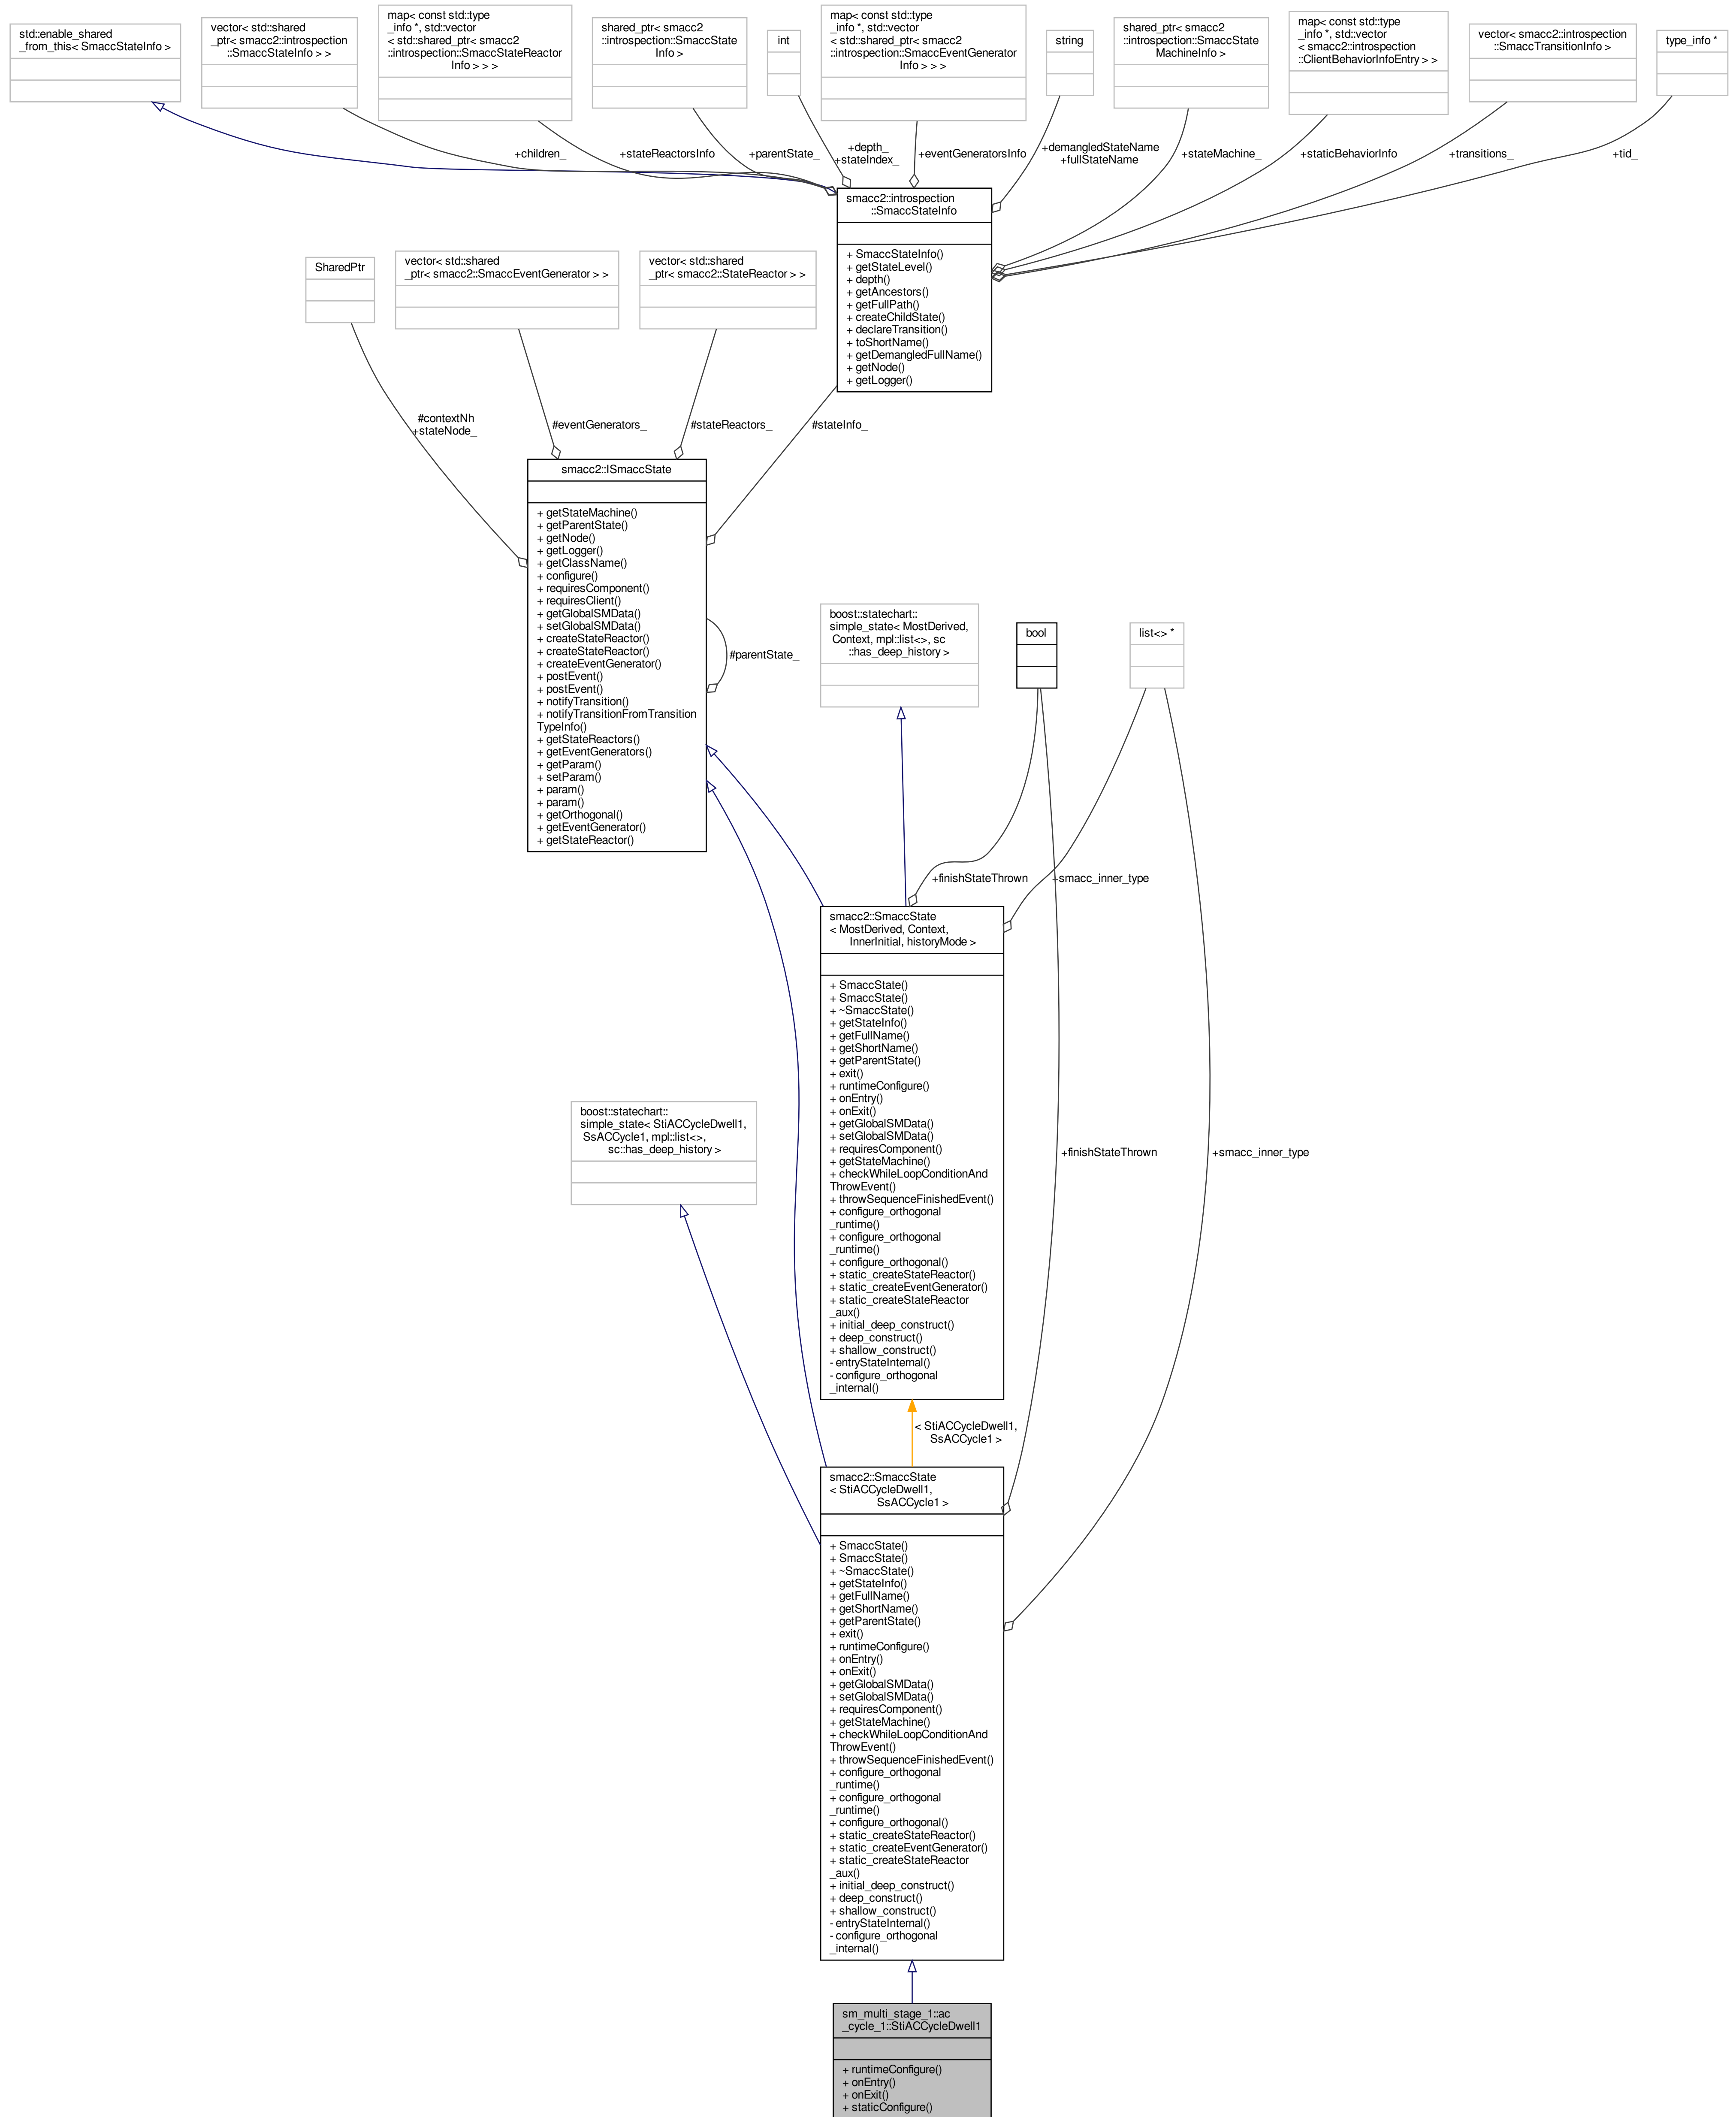 std::enable_shared
_from_this< SmaccStateInfo >
vector< std::shared
_ptr< smacc2::introspection
::SmaccStateInfo > >
map< const std::type
_info *, std::vector
< std::shared_ptr< smacc2
::introspection::SmaccStateReactor
Info > > >
shared_ptr< smacc2
::introspection::SmaccState
Info >
int
map< const std::type
_info *, std::vector
< std::shared_ptr< smacc2
::introspection::SmaccEventGenerator
Info > > >
string
shared_ptr< smacc2
::introspection::SmaccState
MachineInfo >
map< const std::type
_info *, std::vector
< smacc2::introspection
::ClientBehaviorInfoEntry > >
vector< smacc2::introspection
::SmaccTransitionInfo >
type_info *
+children_
+stateReactorsInfo
+parentState_
+depth_
+stateIndex_
+eventGeneratorsInfo
+demangledStateName
+fullStateName
+stateMachine_
+staticBehaviorInfo
+transitions_
+tid_
smacc2::introspection
::SmaccStateInfo
+ SmaccStateInfo()
+ getStateLevel()
+ depth()
+ getAncestors()
+ getFullPath()
+ createChildState()
+ declareTransition()
+ toShortName()
+ getDemangledFullName()
+ getNode()
+ getLogger()
SharedPtr
vector< std::shared
_ptr< smacc2::SmaccEventGenerator > >
vector< std::shared
_ptr< smacc2::StateReactor > >
#contextNh
+stateNode_
#eventGenerators_
#stateReactors_
#stateInfo_
smacc2::ISmaccState
+ getStateMachine()
+ getParentState()
+ getNode()
+ getLogger()
+ getClassName()
+ configure()
+ requiresComponent()
+ requiresClient()
+ getGlobalSMData()
+ setGlobalSMData()
+ createStateReactor()
+ createStateReactor()
+ createEventGenerator()
+ postEvent()
+ postEvent()
+ notifyTransition()
+ notifyTransitionFromTransition
TypeInfo()
+ getStateReactors()
+ getEventGenerators()
+ getParam()
+ setParam()
+ param()
+ param()
+ getOrthogonal()
+ getEventGenerator()
+ getStateReactor()
#parentState_
boost::statechart::
simple_state< MostDerived,
Context, mpl::list<>, sc
::has_deep_history >
bool
list<> *
+finishStateThrown
+smacc_inner_type
smacc2::SmaccState
< MostDerived, Context,
InnerInitial, historyMode >
+ SmaccState()
+ SmaccState()
+ ~SmaccState()
+ getStateInfo()
+ getFullName()
+ getShortName()
+ getParentState()
+ exit()
+ runtimeConfigure()
+ onEntry()
+ onExit()
+ getGlobalSMData()
+ setGlobalSMData()
+ requiresComponent()
+ getStateMachine()
+ checkWhileLoopConditionAnd
ThrowEvent()
+ throwSequenceFinishedEvent()
+ configure_orthogonal
_runtime()
+ configure_orthogonal
_runtime()
+ configure_orthogonal()
+ static_createStateReactor()
+ static_createEventGenerator()
+ static_createStateReactor
_aux()
+ initial_deep_construct()
+ deep_construct()
+ shallow_construct()
- entryStateInternal()
- configure_orthogonal
_internal()
boost::statechart::
simple_state< StiACCycleDwell1,
SsACCycle1, mpl::list<>,
sc::has_deep_history >
+finishStateThrown
+smacc_inner_type
< StiACCycleDwell1,
SsACCycle1 >
smacc2::SmaccState
< StiACCycleDwell1,
SsACCycle1 >
+ SmaccState()
+ SmaccState()
+ ~SmaccState()
+ getStateInfo()
+ getFullName()
+ getShortName()
+ getParentState()
+ exit()
+ runtimeConfigure()
+ onEntry()
+ onExit()
+ getGlobalSMData()
+ setGlobalSMData()
+ requiresComponent()
+ getStateMachine()
+ checkWhileLoopConditionAnd
ThrowEvent()
+ throwSequenceFinishedEvent()
+ configure_orthogonal
_runtime()
+ configure_orthogonal
_runtime()
+ configure_orthogonal()
+ static_createStateReactor()
+ static_createEventGenerator()
+ static_createStateReactor
_aux()
+ initial_deep_construct()
+ deep_construct()
+ shallow_construct()
- entryStateInternal()
- configure_orthogonal
_internal()
sm_multi_stage_1::ac
_cycle_1::StiACCycleDwell1
+ runtimeConfigure()
+ onEntry()
+ onExit()
+ staticConfigure()